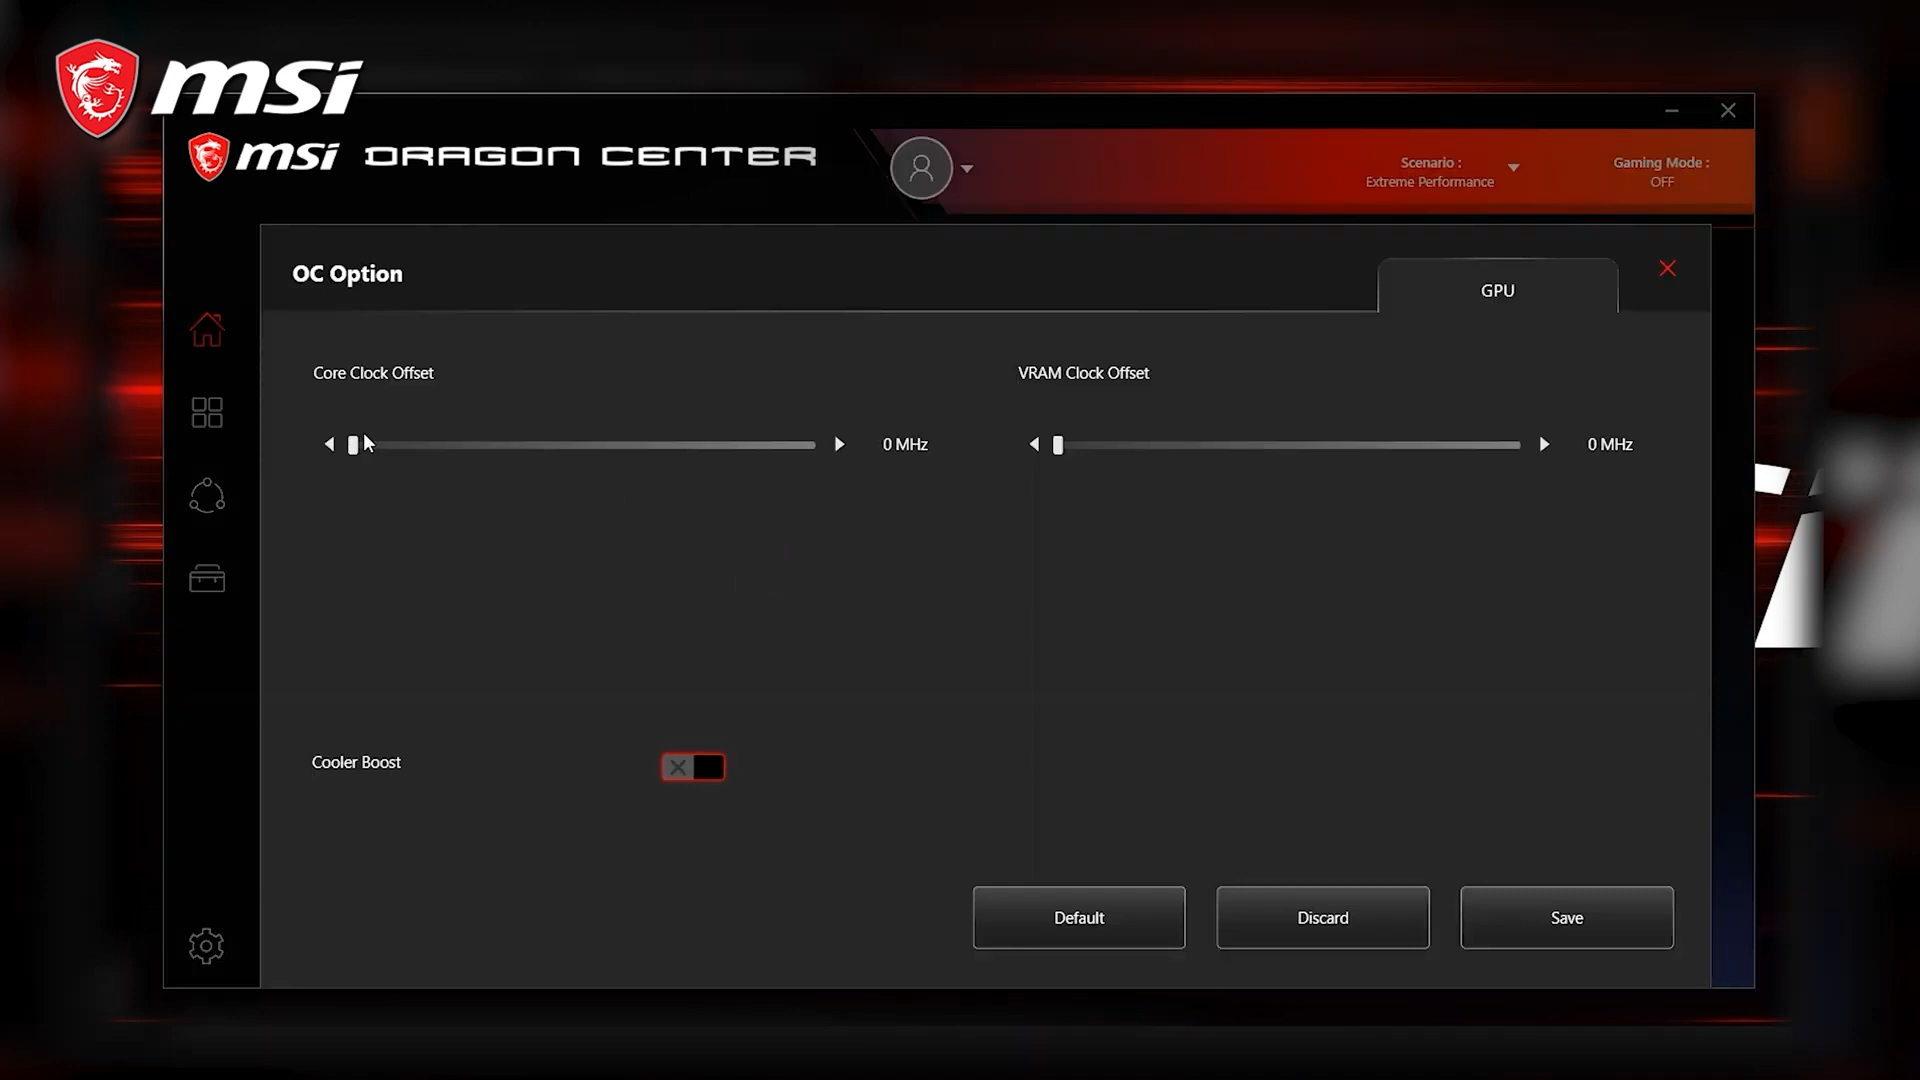 msi
msi DRAGON CENTER
Scenario :
Extreme Performance
Gaming Mode :
OFF
OC Option
GPU
Core Clock Offset
0 MHz
VRAM Clock Offset
0 MHz
Cooler Boost
Default
Discard
Save